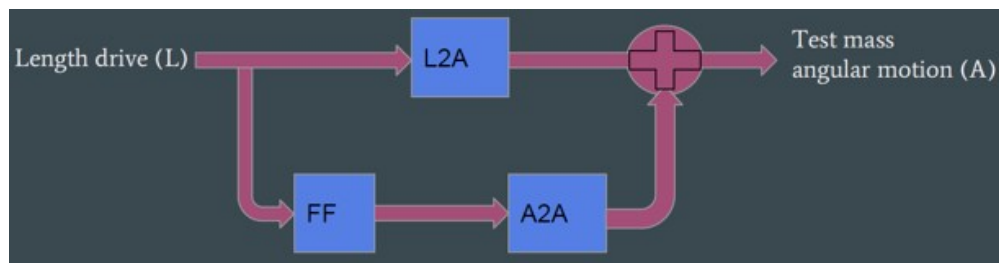 Length drive (L)
L2A
Test mass
angular motion (A)
FF
A2A